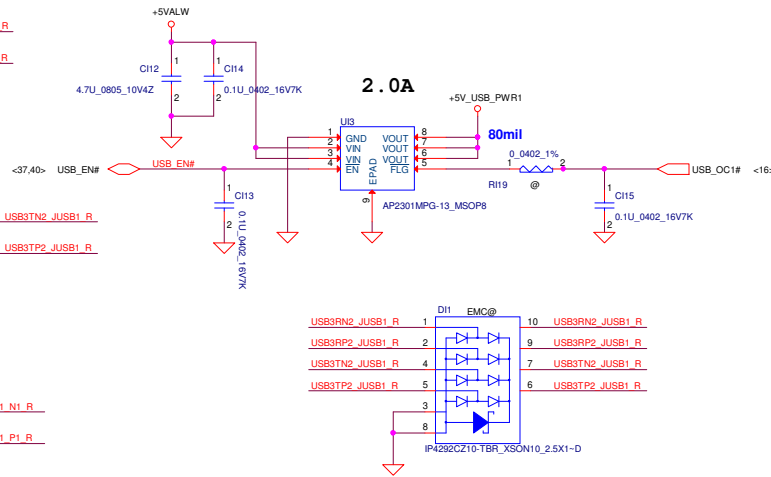 +5VALW
_R
_R
CI12
1
2
4.7U_0805_10V4Z
CI14
1
2
0.1U_0402_16V7K
2.0A
+5V_USB_PWR1
UI3
1 GND VOUT 8
2 VIN VOUT 7
3 VIN VOUT 6
4 EN FLG 5
EPAD
9
80mil
AP2301MPG-13_MSOP8
0_0402_1%
1 2
RI19 @
<37,40> USB_EN# USB_EN#
USB_OC1# <16
CI13
1
2
0.1U_0402_16V7K
CI15
1
2
0.1U_0402_16V7K
USB3TN2_JUSB1_R
USB3TP2_JUSB1_R
DI1 EMC@
USB3RN2_JUSB1_R 1 10 USB3RN2_JUSB1_R
USB3RP2_JUSB1_R 2 9 USB3RP2_JUSB1_R
USB3TN2_JUSB1_R 4 7 USB3TN2_JUSB1_R
USB3TP2_JUSB1_R 5 6 USB3TP2_JUSB1_R
3
8
IP4292CZ10-TBR_XSON10_2.5X1~D
1_N1_R
1_P1_R